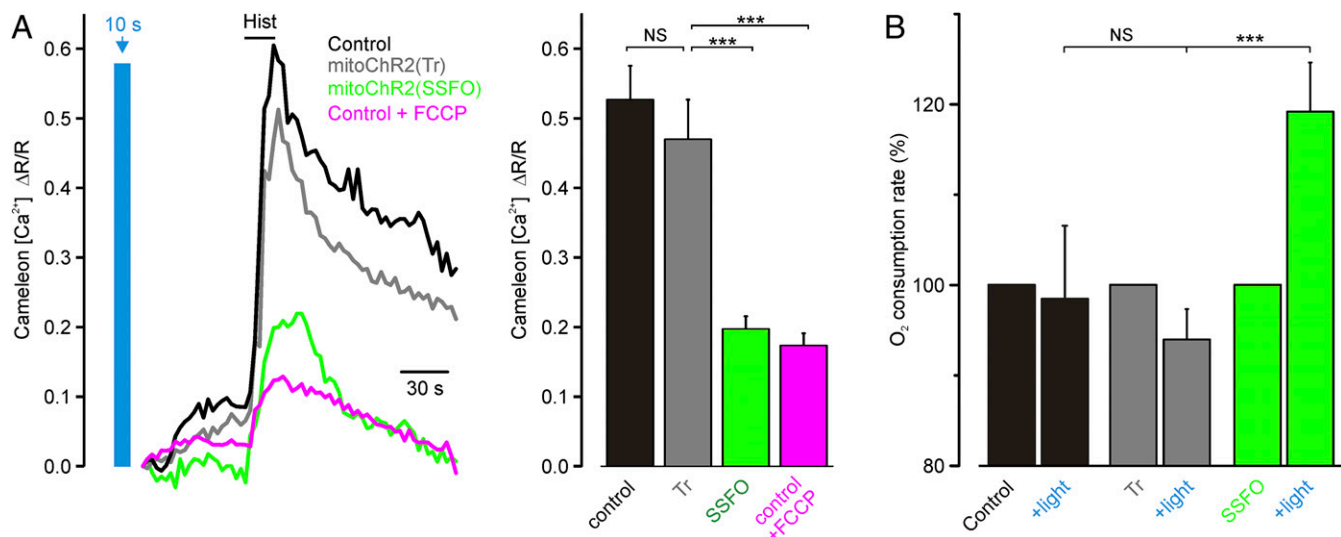 A
10 s
Hist
Control
mitoChR2(Tr)
mitoChR2(SSFO)
Control + FCCP
Cameleon [Ca²⁺] ΔR/R
0.6
0.5
0.4
0.3
0.2
0.1
0.0
30 s
Cameleon [Ca²⁺] ΔR/R
0.6
0.5
0.4
0.3
0.2
0.1
0.0
NS
***
***
control
Tr
SSFO
control
+FCCP
B
O₂ consumption rate (%)
120
100
80
NS
***
Control
+light
Tr
+light
SSFO
+light